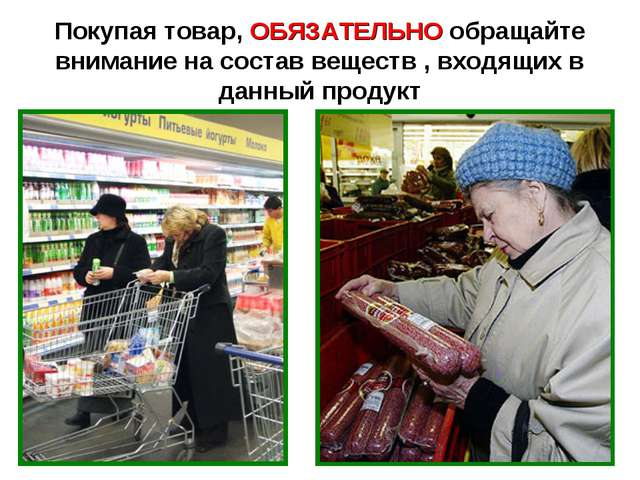 Покупая товар, ОБЯЗАТЕЛЬНО обращайте
внимание на состав веществ , входящих в
данный продукт
йогурты Питьевые йогурты Молоко